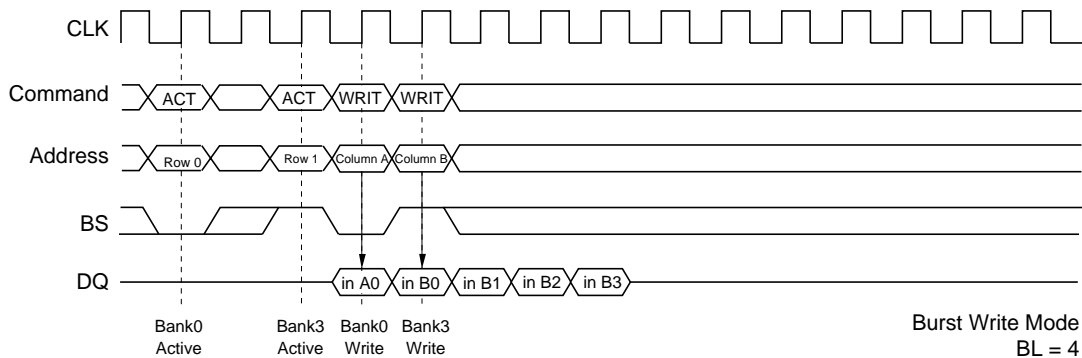 CLK
Command ACT ACT WRIT WRIT
Address Row 0 Row 1 Column A Column B
BS
DQ in A0 in B0 in B1 in B2 in B3
Bank0 Bank3 Bank0 Bank3
Active Active Write Write
Burst Write Mode
BL = 4